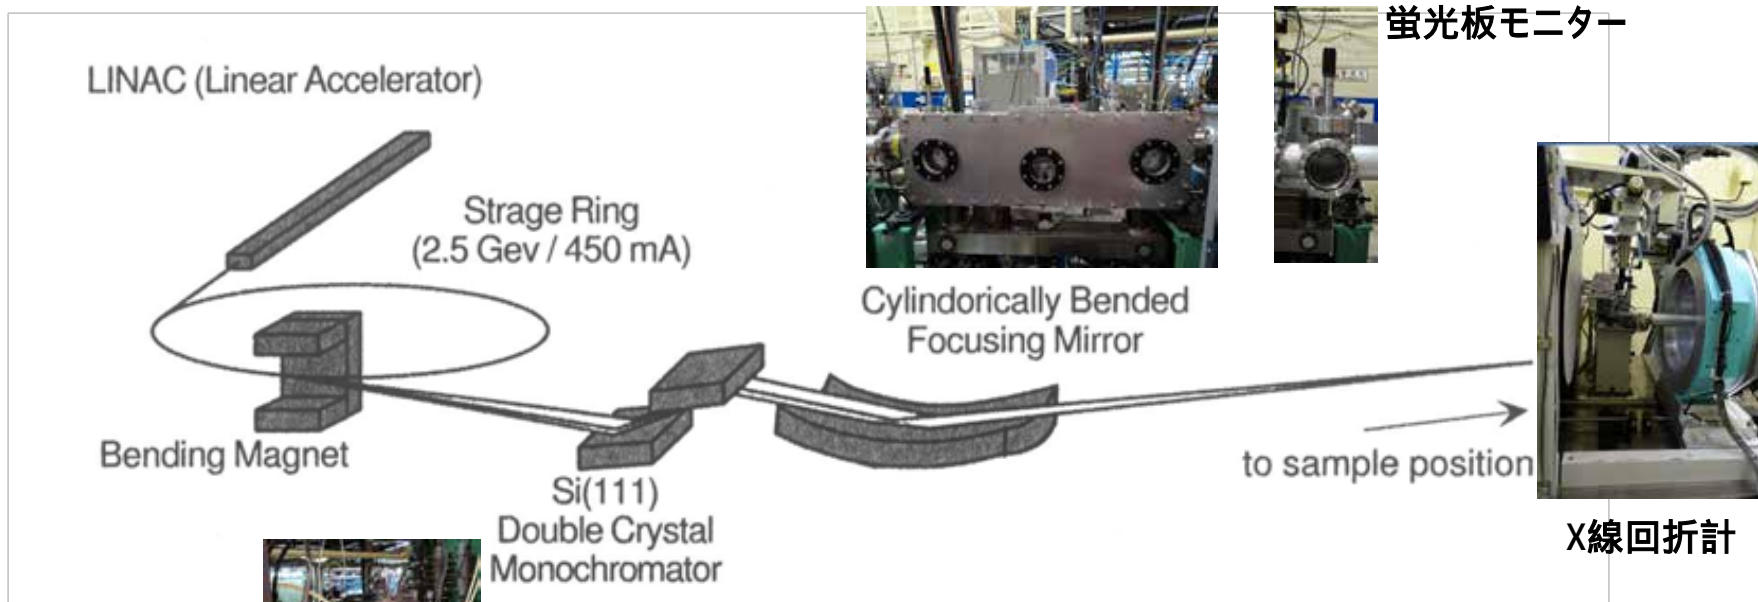 蛍光板モニター
LINAC (Linear Accelerator)
Strage Ring
(2.5 Gev / 450 mA)
Cylindorically Bended
Focusing Mirror
Bending Magnet
to sample position
Si(111)
Double Crystal
Monochromator
X線回折計